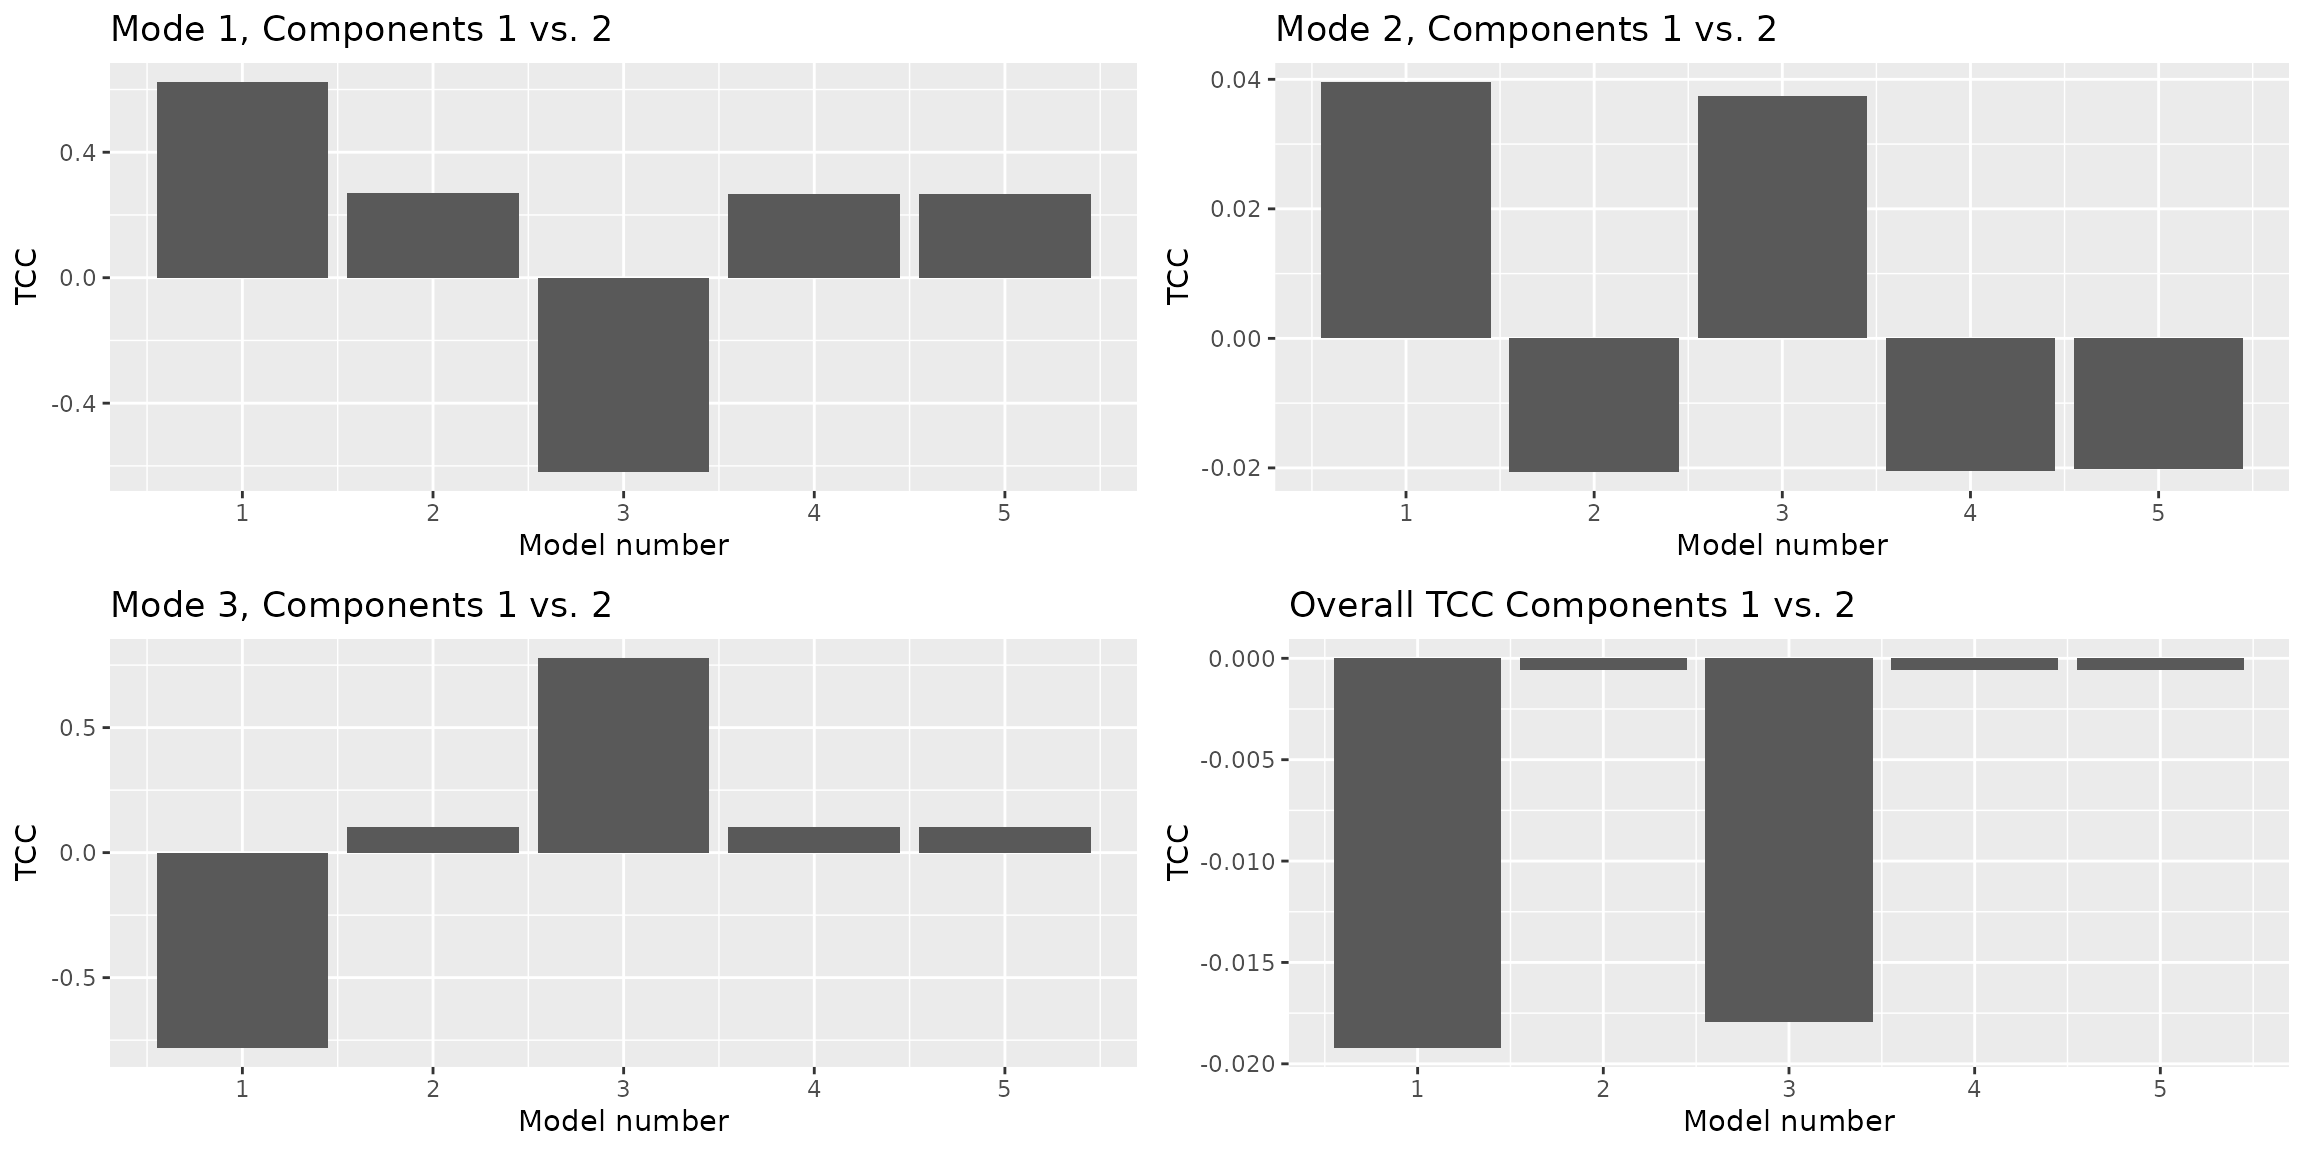 Mode 1, Components 1 vs. 2
TCC
0.4
0.0
-0.4
1 2 3 4 5
Model number
Mode 2, Components 1 vs. 2
TCC
0.04
0.02
0.00
-0.02
1 2 3 4 5
Model number
Mode 3, Components 1 vs. 2
TCC
0.5
0.0
-0.5
1 2 3 4 5
Model number
Overall TCC Components 1 vs. 2
TCC
0.000
-0.005
-0.010
-0.015
-0.020
1 2 3 4 5
Model number